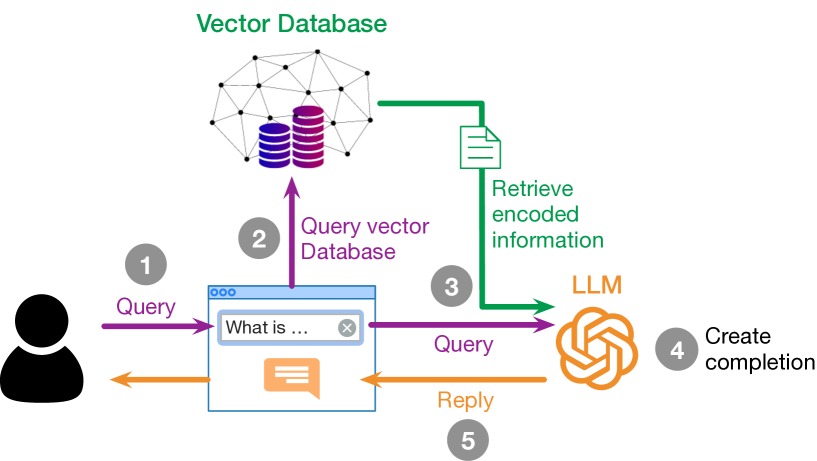 Vector Database
2
Query vector
Database
Retrieve
encoded
information
1
Query
3
LLM
What is ...
Query
4
Create
completion
Reply
5